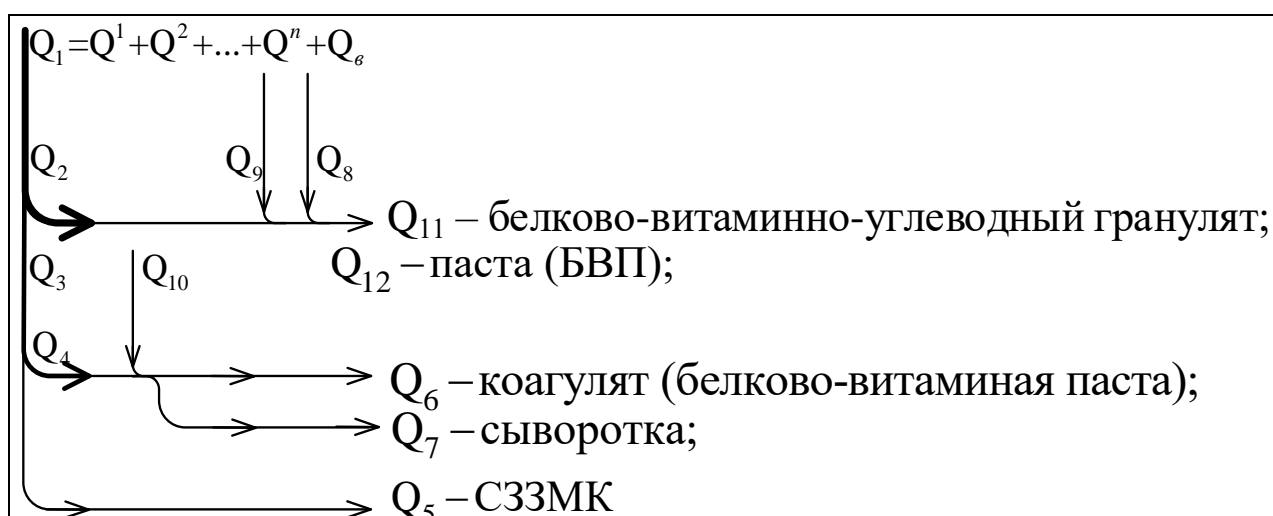 Q₁=Q¹+Q²+...+Qⁿ+Qв
Q₂ Q₉ Q₈
Q₁₁ – белково-витаминно-углеводный гранулят;
Q₃ Q₁₀ Q₁₂ – паста (БВП);
Q₄
Q₆ – коагулят (белково-витаминая паста);
Q₇ – сыворотка;
Q₅ – СЗЗМК